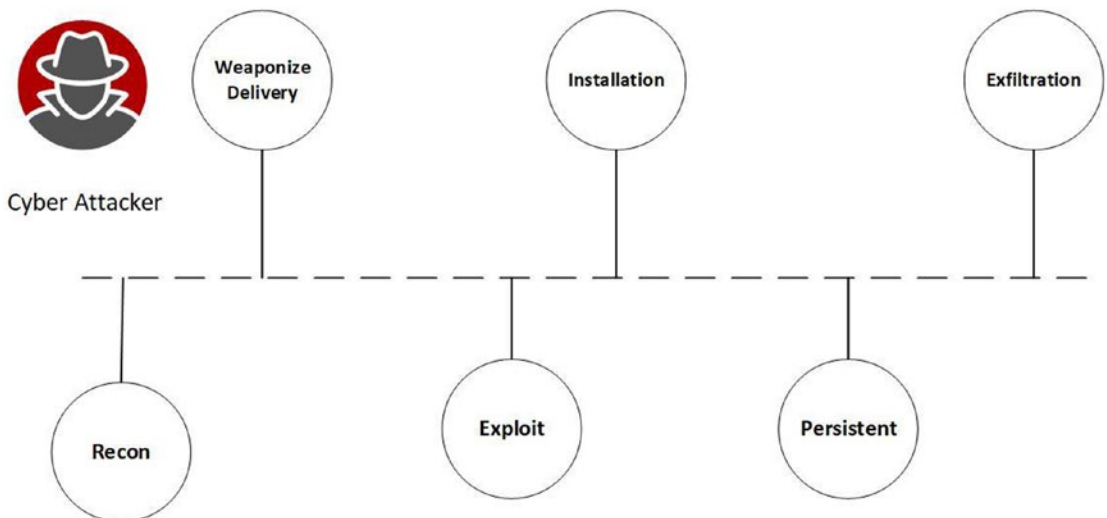 Weaponize
Delivery
Installation
Exfiltration
Cyber Attacker
Recon
Exploit
Persistent